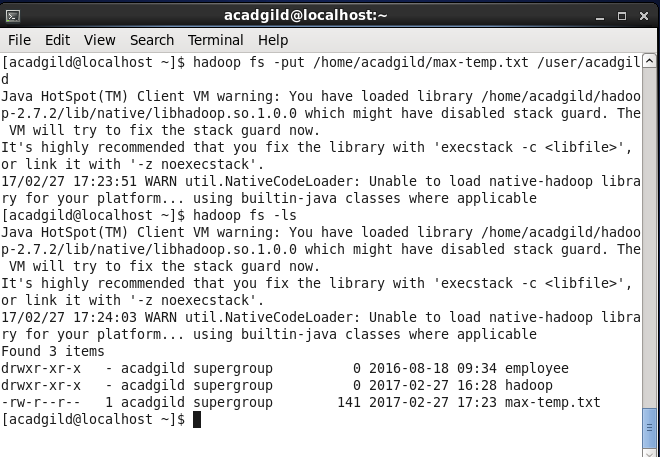 acadgild@localhost:~
File Edit View Search Terminal Help
[acadgild@localhost ~]$ hadoop fs -put /home/acadgild/max-temp.txt /user/acadgil
d
Java HotSpot(TM) Client VM warning: You have loaded library /home/acadgild/hadoo
p-2.7.2/lib/native/libhadoop.so.1.0.0 which might have disabled stack guard. The
 VM will try to fix the stack guard now.
It's highly recommended that you fix the library with 'execstack -c <libfile>',
or link it with '-z noexecstack'.
17/02/27 17:23:51 WARN util.NativeCodeLoader: Unable to load native-hadoop libra
ry for your platform... using builtin-java classes where applicable
[acadgild@localhost ~]$ hadoop fs -ls
Java HotSpot(TM) Client VM warning: You have loaded library /home/acadgild/hadoo
p-2.7.2/lib/native/libhadoop.so.1.0.0 which might have disabled stack guard. The
 VM will try to fix the stack guard now.
It's highly recommended that you fix the library with 'execstack -c <libfile>',
or link it with '-z noexecstack'.
17/02/27 17:24:03 WARN util.NativeCodeLoader: Unable to load native-hadoop libra
ry for your platform... using builtin-java classes where applicable
Found 3 items
drwxr-xr-x   - acadgild supergroup          0 2016-08-18 09:34 employee
drwxr-xr-x   - acadgild supergroup          0 2017-02-27 16:28 hadoop
-rw-r--r--   1 acadgild supergroup        141 2017-02-27 17:23 max-temp.txt
[acadgild@localhost ~]$